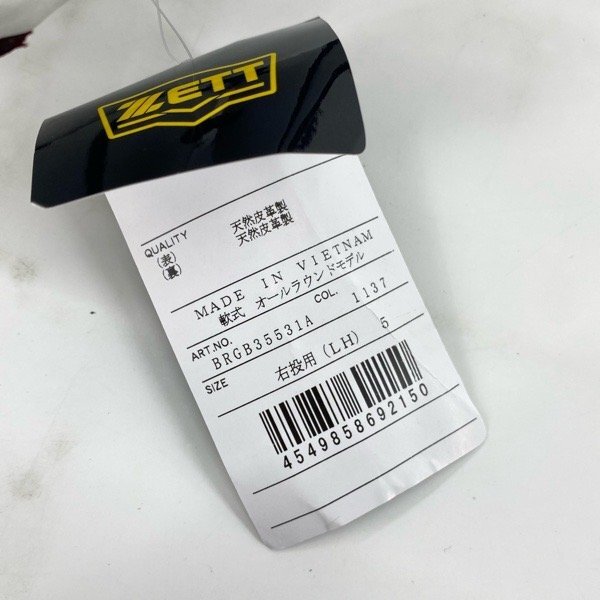 ZETT
QUALITY
(表) 天然皮革製
(裏) 天然皮革製
MADE IN VIETNAM
軟式 オールラウンドモデル
ART.NO. COL.
BRGB35531A 1137
SIZE
右投用(LH) 5
4549858692150